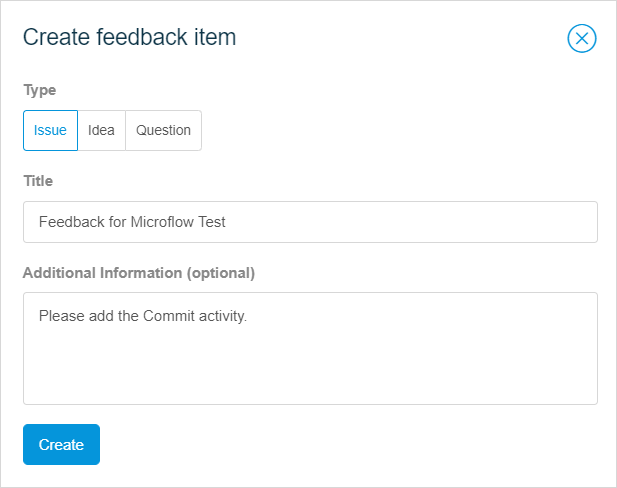 Create feedback item
Type
Issue Idea Question
Title
Feedback for Microflow Test
Additional Information (optional)
Please add the Commit activity.
Create